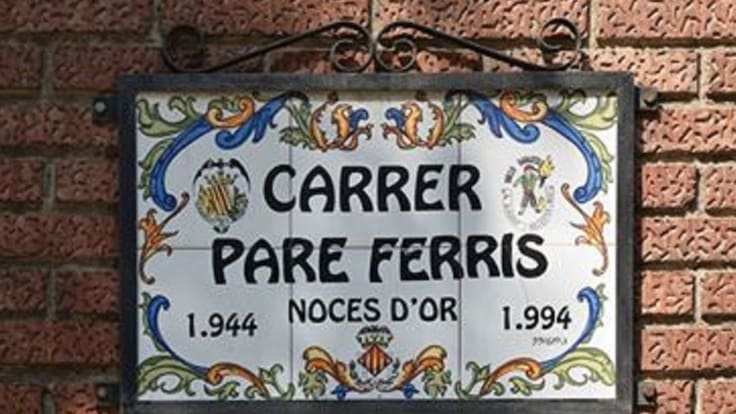 CARRER
PARE FERRIS
NOCES D'OR
1.944
1.994